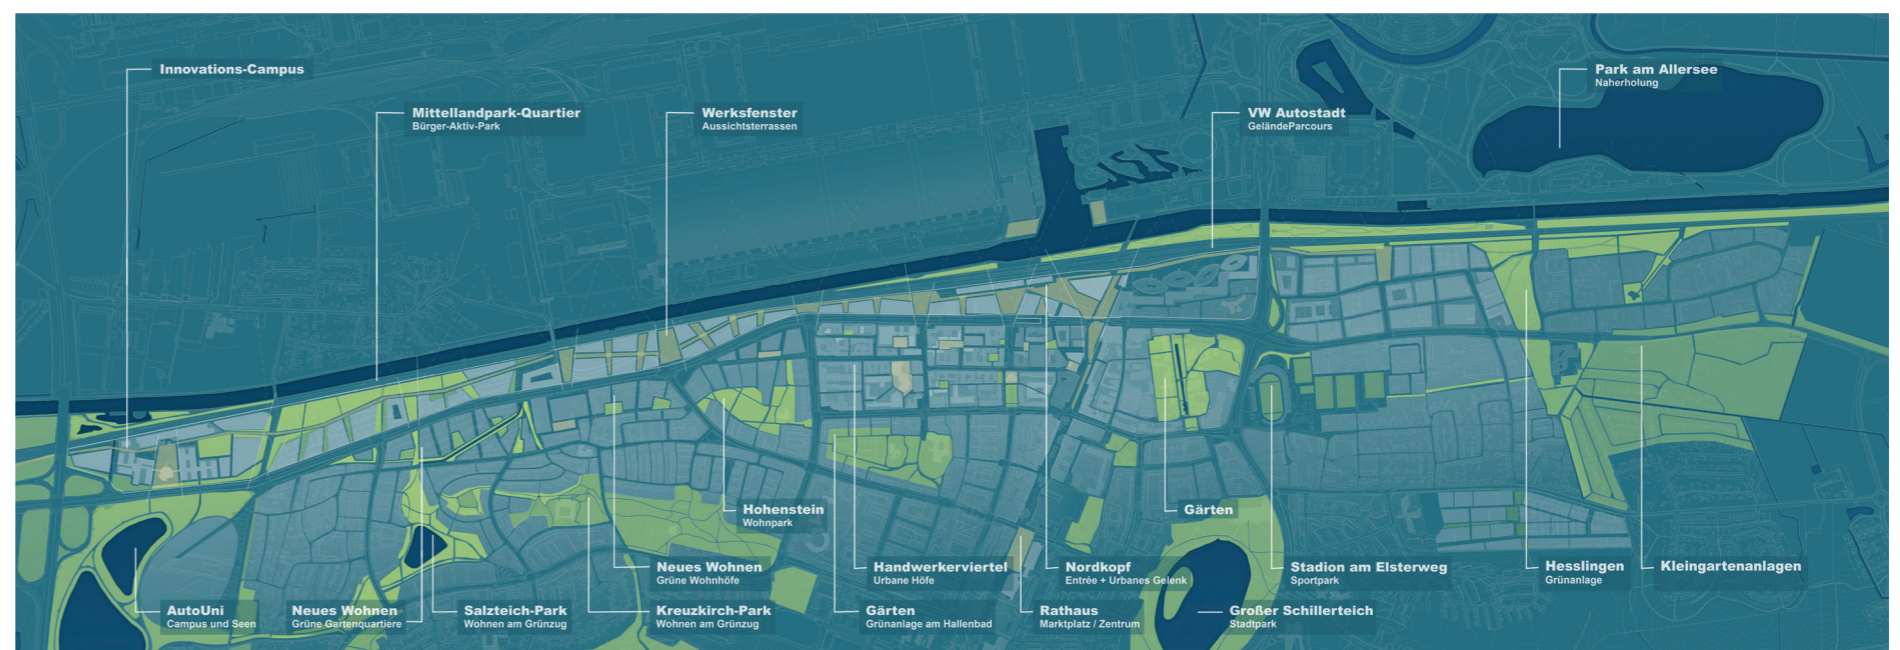 Innovations-Campus
Park am Allersee
Naherholung
Mittellandpark-Quartier
Bürger-Aktiv-Park
Werksfenster
Aussichtsterrassen
VW Autostadt
GeländeParcours
Hohenstein
Wohnpark
Gärten
Neues Wohnen
Grüne Wohnhöfe
Handwerkerviertel
Urbane Höfe
Nordkopf
Entrée + Urbanes Gelenk
Stadion am Elsterweg
Sportpark
Hesslingen
Grünanlage
Kleingartenanlagen
AutoUni
Campus und Seen
Neues Wohnen
Grüne Gartenquartiere
Salzteich-Park
Wohnen am Grünzug
Kreuzkirch-Park
Wohnen am Grünzug
Gärten
Grünanlage am Hallenbad
Rathaus
Marktplatz / Zentrum
Großer Schillerteich
Stadtpark